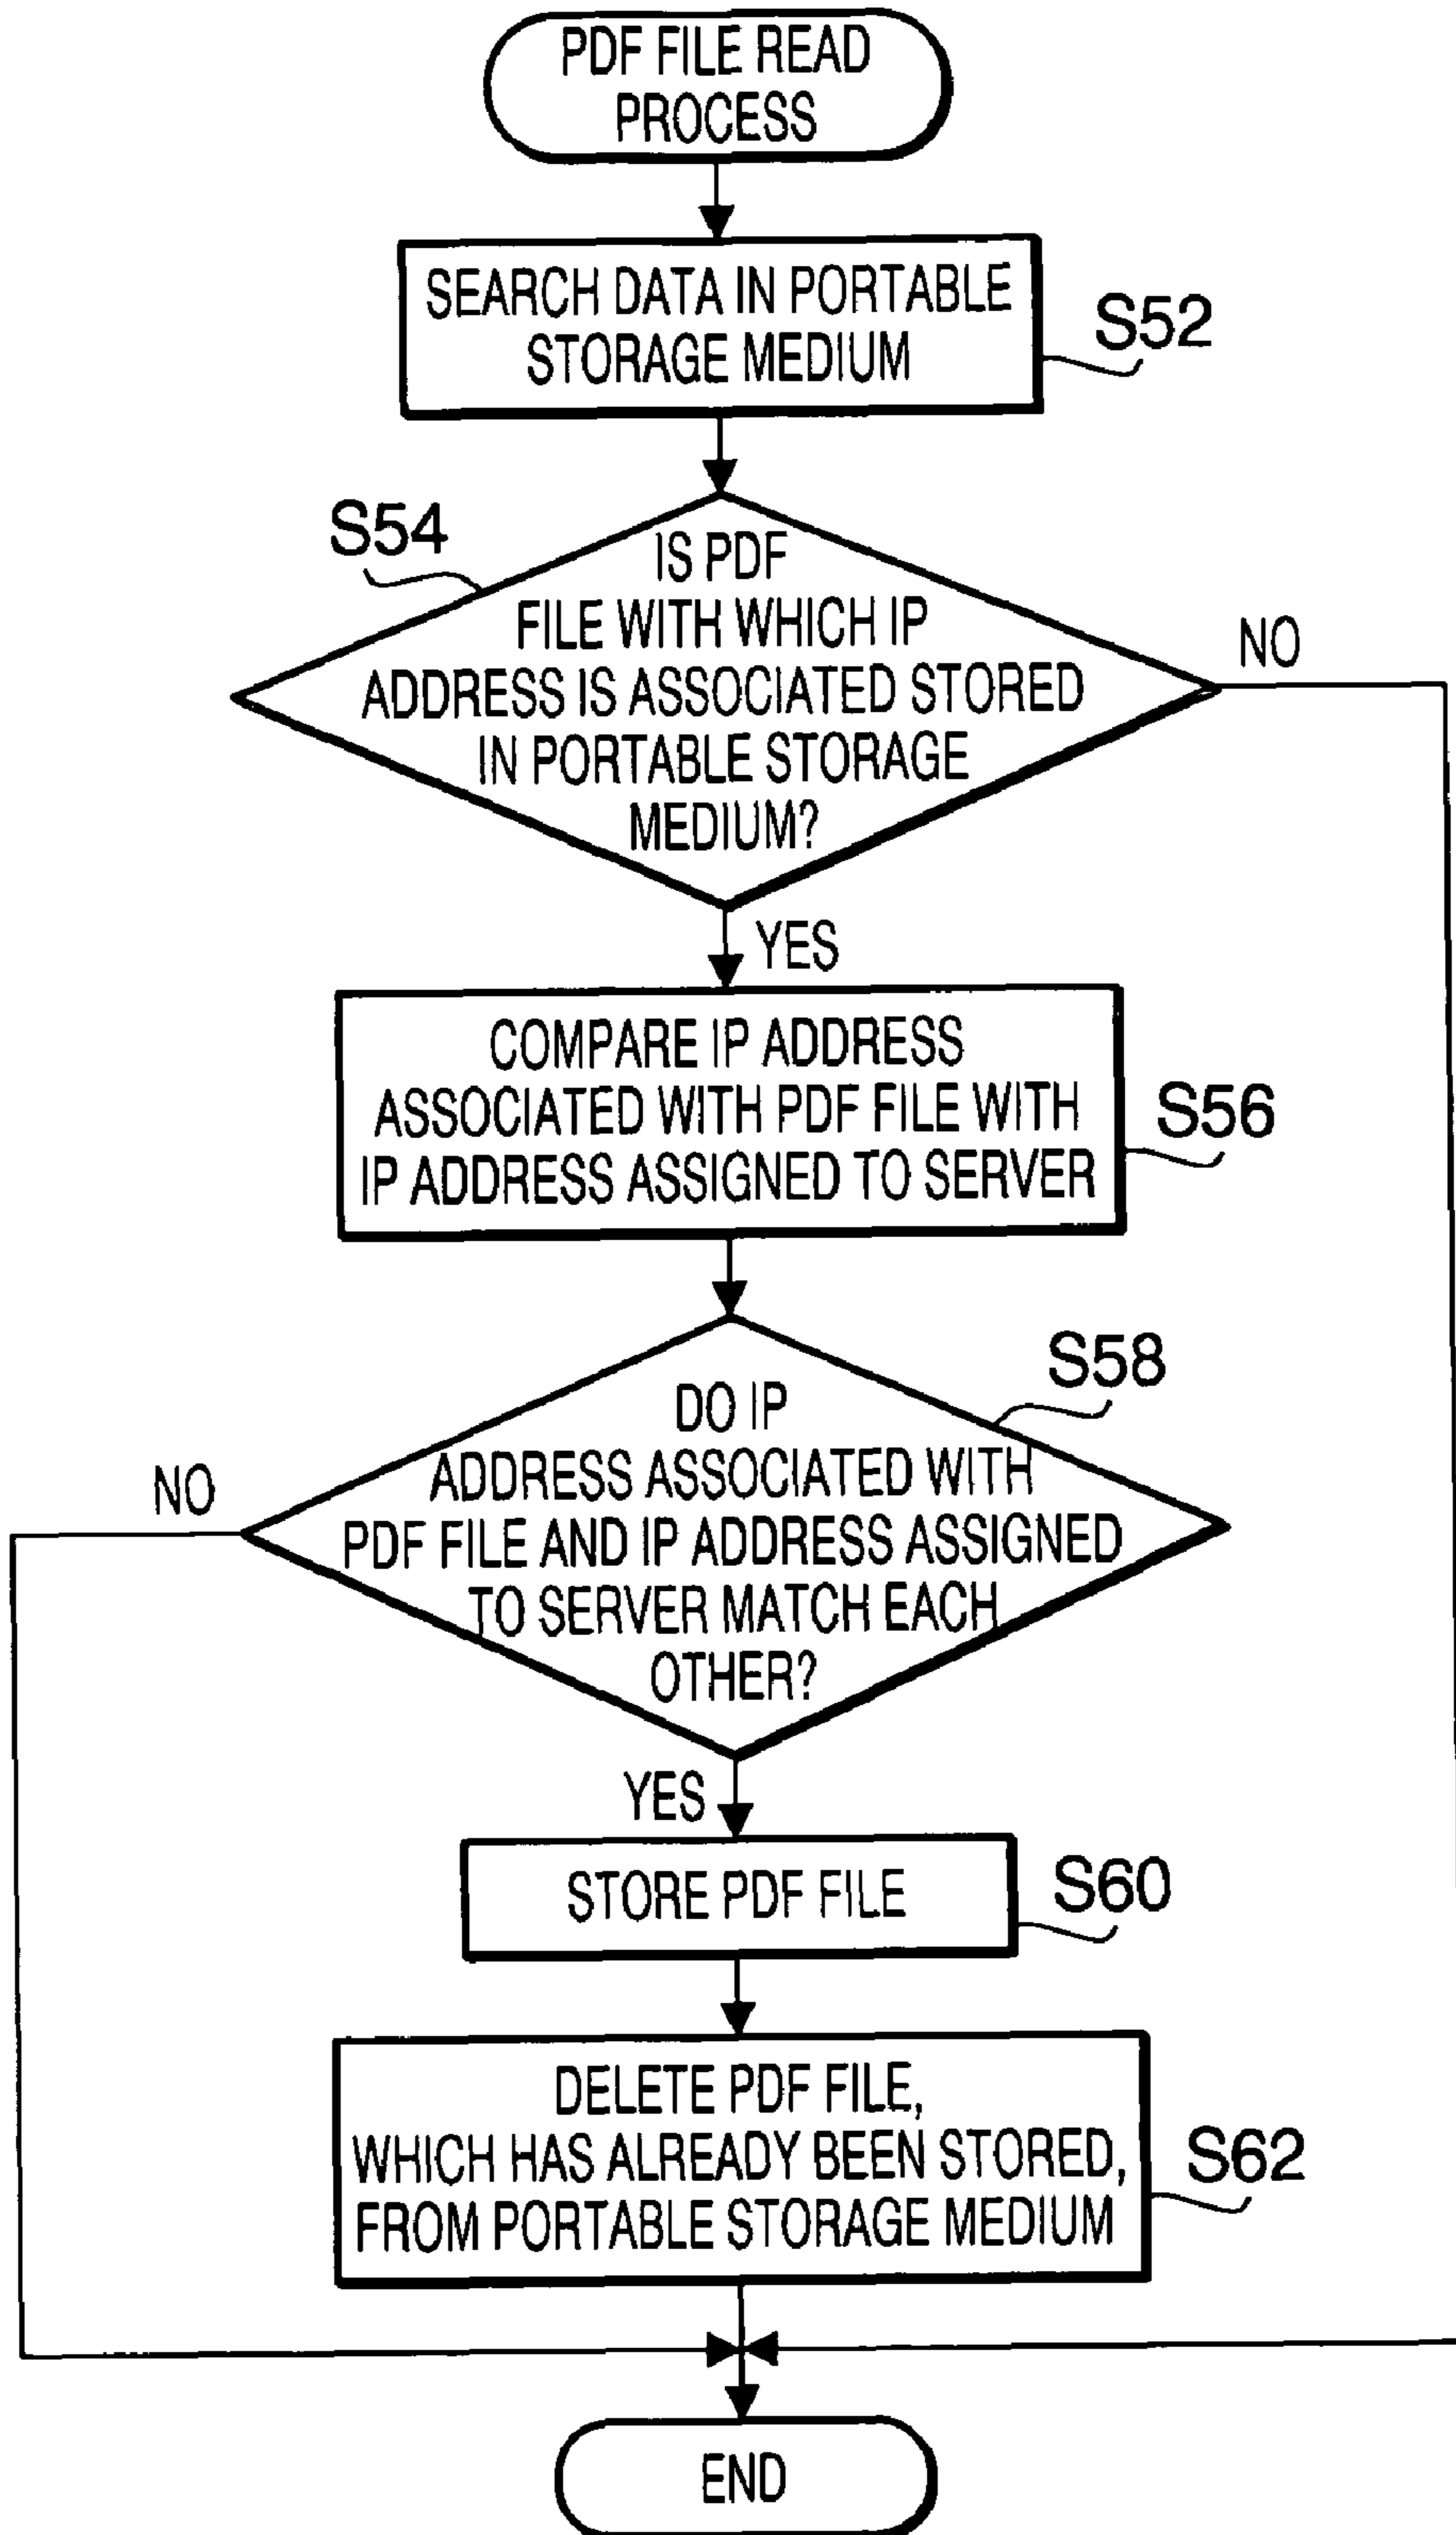 PDF FILE READ
PROCESS
SEARCH DATA IN PORTABLE
STORAGE MEDIUM
S52
S54
IS PDF
FILE WITH WHICH IP
ADDRESS IS ASSOCIATED STORED
IN PORTABLE STORAGE
MEDIUM?
NO
YES
COMPARE IP ADDRESS
ASSOCIATED WITH PDF FILE WITH
IP ADDRESS ASSIGNED TO SERVER
S56
S58
DO IP
ADDRESS ASSOCIATED WITH
PDF FILE AND IP ADDRESS ASSIGNED
TO SERVER MATCH EACH
OTHER?
NO
YES
STORE PDF FILE
S60
DELETE PDF FILE,
WHICH HAS ALREADY BEEN STORED,
FROM PORTABLE STORAGE MEDIUM
S62
END